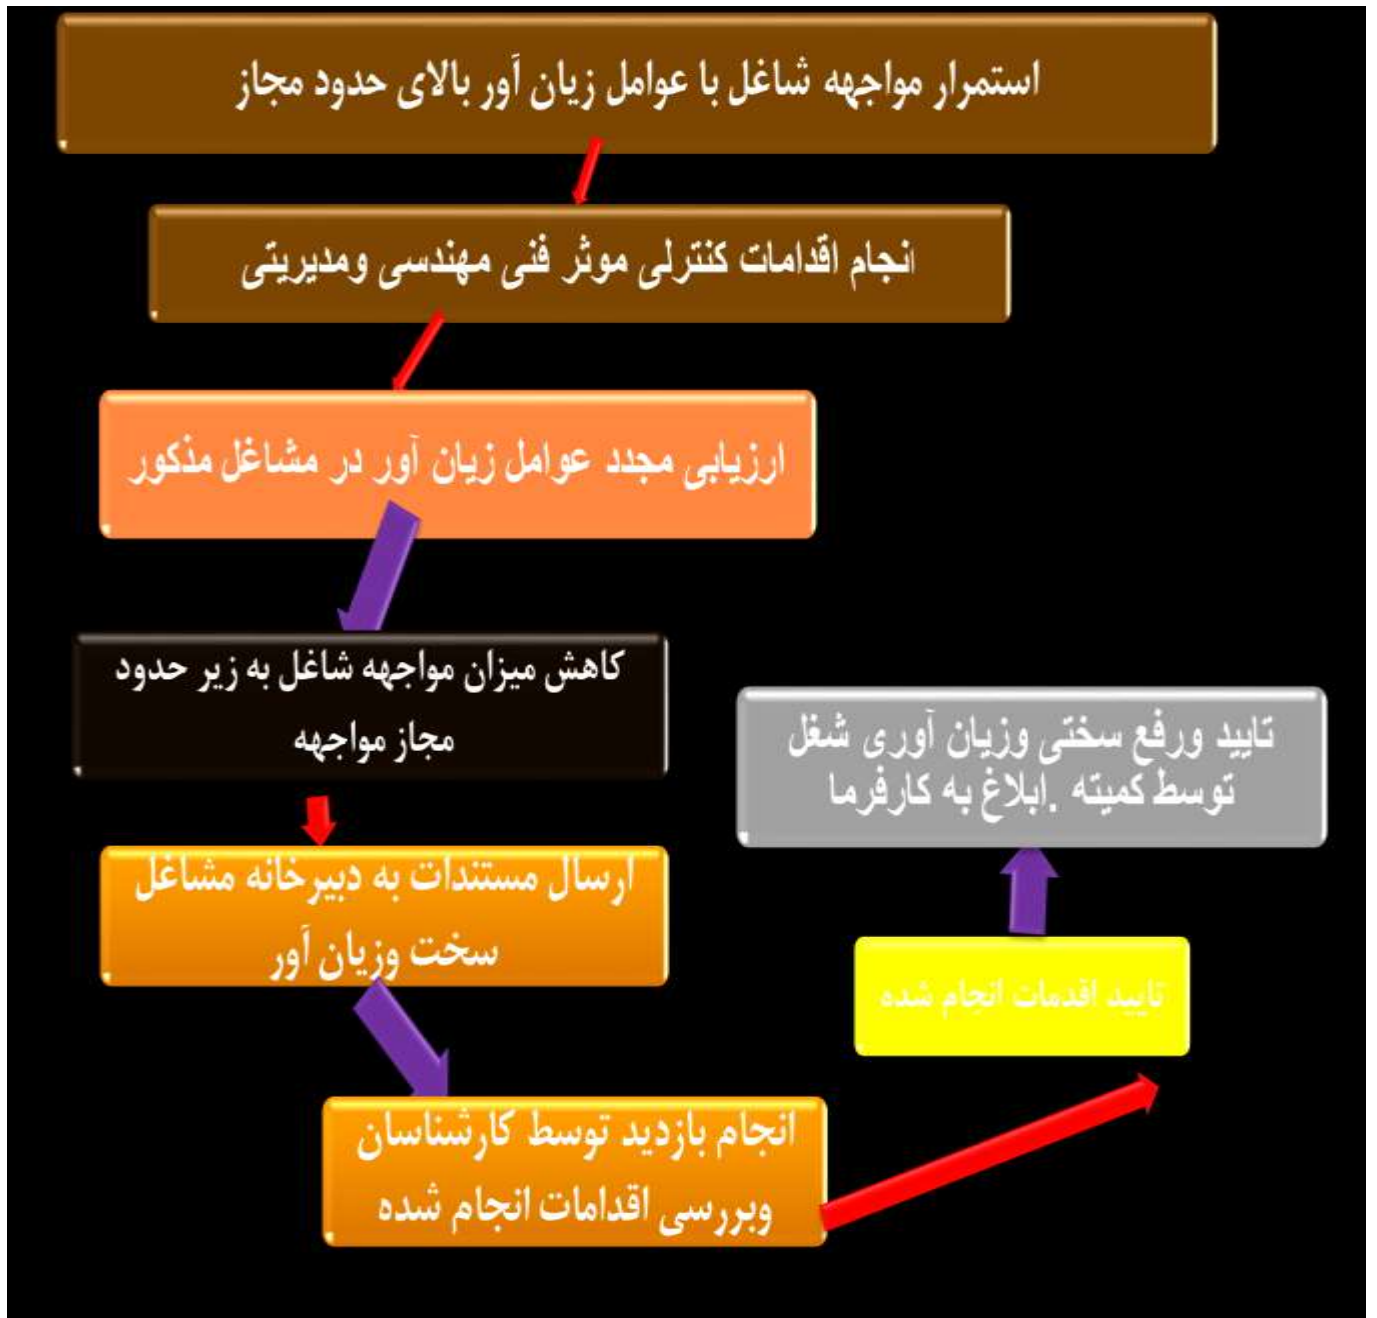 استمرار مواجهه شاغل با عوامل زیان آور بالای حدود مجاز
انجام اقدامات کنترلی موثر فنی مهندسی ومدیریتی
ارزیابی مجدد عوامل زیان آور در مشاغل مذکور
کاهش میزان مواجهه شاغل به زیر حدود
مجاز مواجهه
ارسال مستندات به دبیرخانه مشاغل
سخت وزیان آور
انجام بازدید توسط کارشناسان
وبررسی اقدامات انجام شده
تایید اقدمات انجام شده
تایید ورفع سختی وزیان آوری شغل
توسط کمیته .ابلاغ به کارفرما